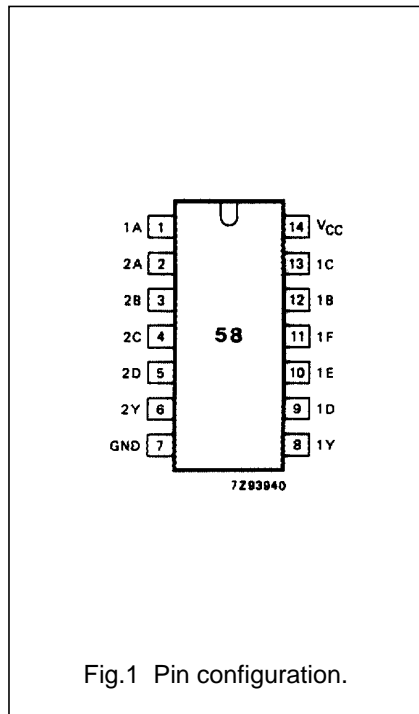 1A 1 14 VCC
2A 2 13 1C
2B 3 12 1B
2C 4 58 11 1F
2D 5 10 1E
2Y 6 9 1D
GND 7 8 1Y
7Z93940
Fig.1 Pin configuration.